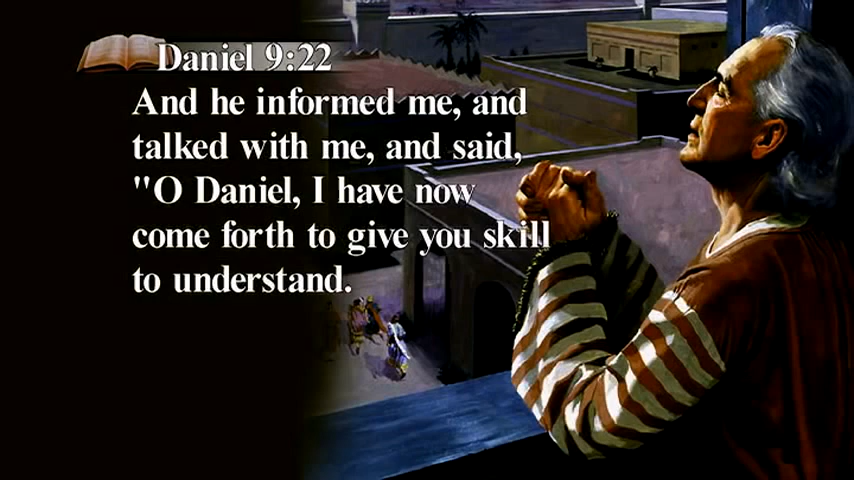 Daniel 9:22
And he informed me, and
talked with me, and said,
"O Daniel, I have now
come forth to give you skill
to understand.